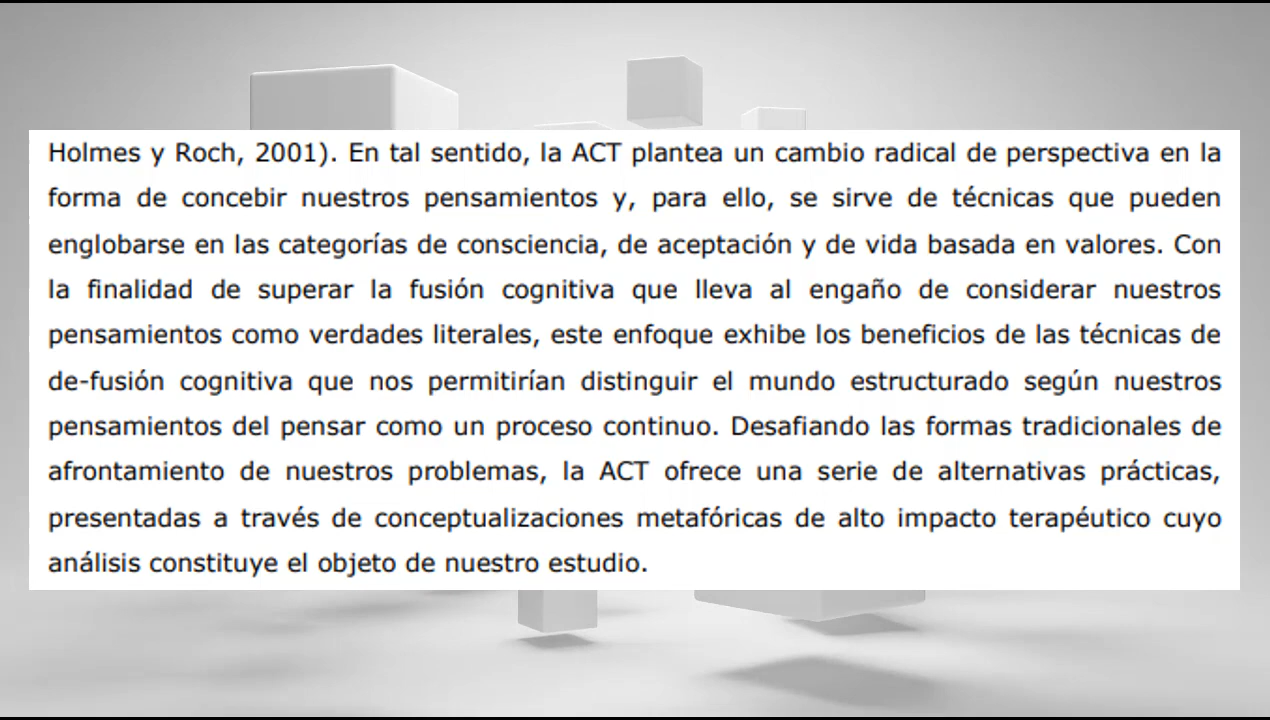 Holmes y Roch, 2001). En tal sentido, la ACT plantea un cambio radical de perspectiva en la
forma de concebir nuestros pensamientos y, para ello, se sirve de técnicas que pueden
englobarse en las categorías de consciencia, de aceptación y de vida basada en valores. Con
la finalidad de superar la fusión cognitiva que lleva al engaño de considerar nuestros
pensamientos como verdades literales, este enfoque exhibe los beneficios de las técnicas de
de-fusión cognitiva que nos permitirían distinguir el mundo estructurado según nuestros
pensamientos del pensar como un proceso continuo. Desafiando las formas tradicionales de
afrontamiento de nuestros problemas, la ACT ofrece una serie de alternativas prácticas,
presentadas a través de conceptualizaciones metafóricas de alto impacto terapéutico cuyo
análisis constituye el objeto de nuestro estudio.